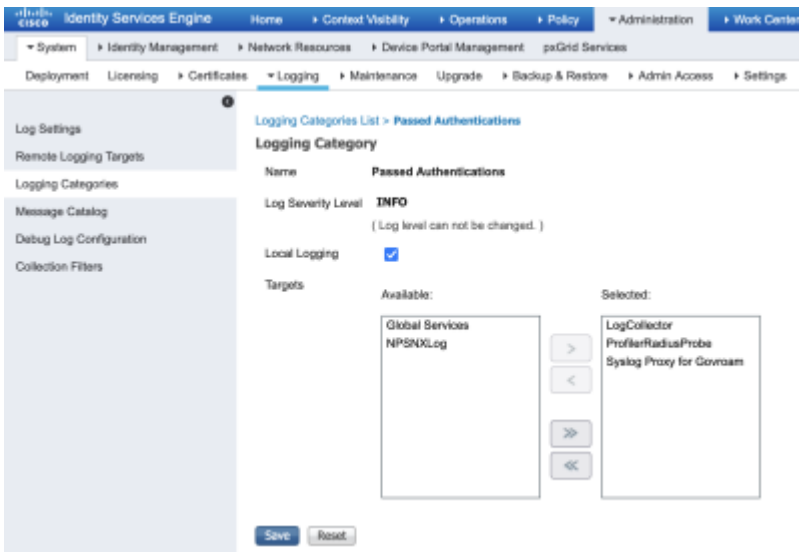 cisco Identity Services Engine Home Context Visibility Operations Policy Administration Work Center
System Identity Management Network Resources Device Portal Management pxGrid Services
Deployment Licensing Certificates Logging Maintenance Upgrade Backup & Restore Admin Access Settings
Log Settings
Remote Logging Targets
Logging Categories
Message Catalog
Debug Log Configuration
Collection Filters
Logging Categories List > Passed Authentications
Logging Category
Name Passed Authentications
Log Severity Level INFO
( Log level can not be changed. )
Local Logging
Targets
Available: Selected:
Global Services LogCollector
NPSNXLog ProfilerRadiusProbe
Syslog Proxy for Govroam
>
<
>>
<<
Save Reset